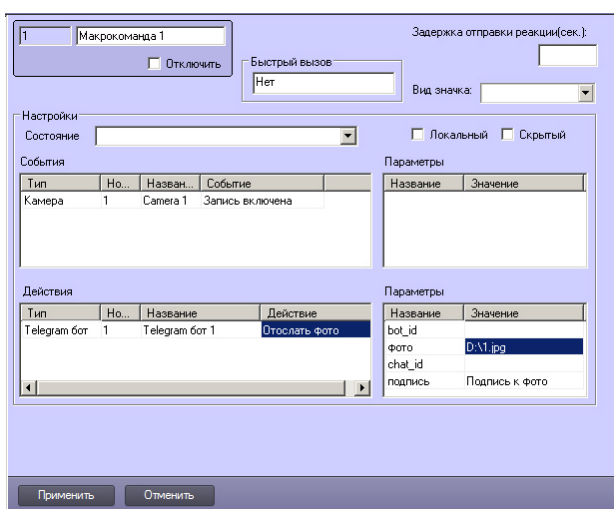 1 Макрокоманда 1
Задержка отправки реакции(сек.):
Отключить
Быстрый вызов
Нет
Вид значка:
Настройки
Состояние
Локальный Скрытый
События
Параметры
Тип Но... Назван... Событие
Название Значение
Камера 1 Camera 1 Запись включена
Действия
Параметры
Тип Но... Название Действие
Название Значение
Telegram бот 1 Telegram бот 1 Отослать фото
bot_id
фото D:\1.jpg
chat_id
подпись Подпись к фото
Применить Отменить